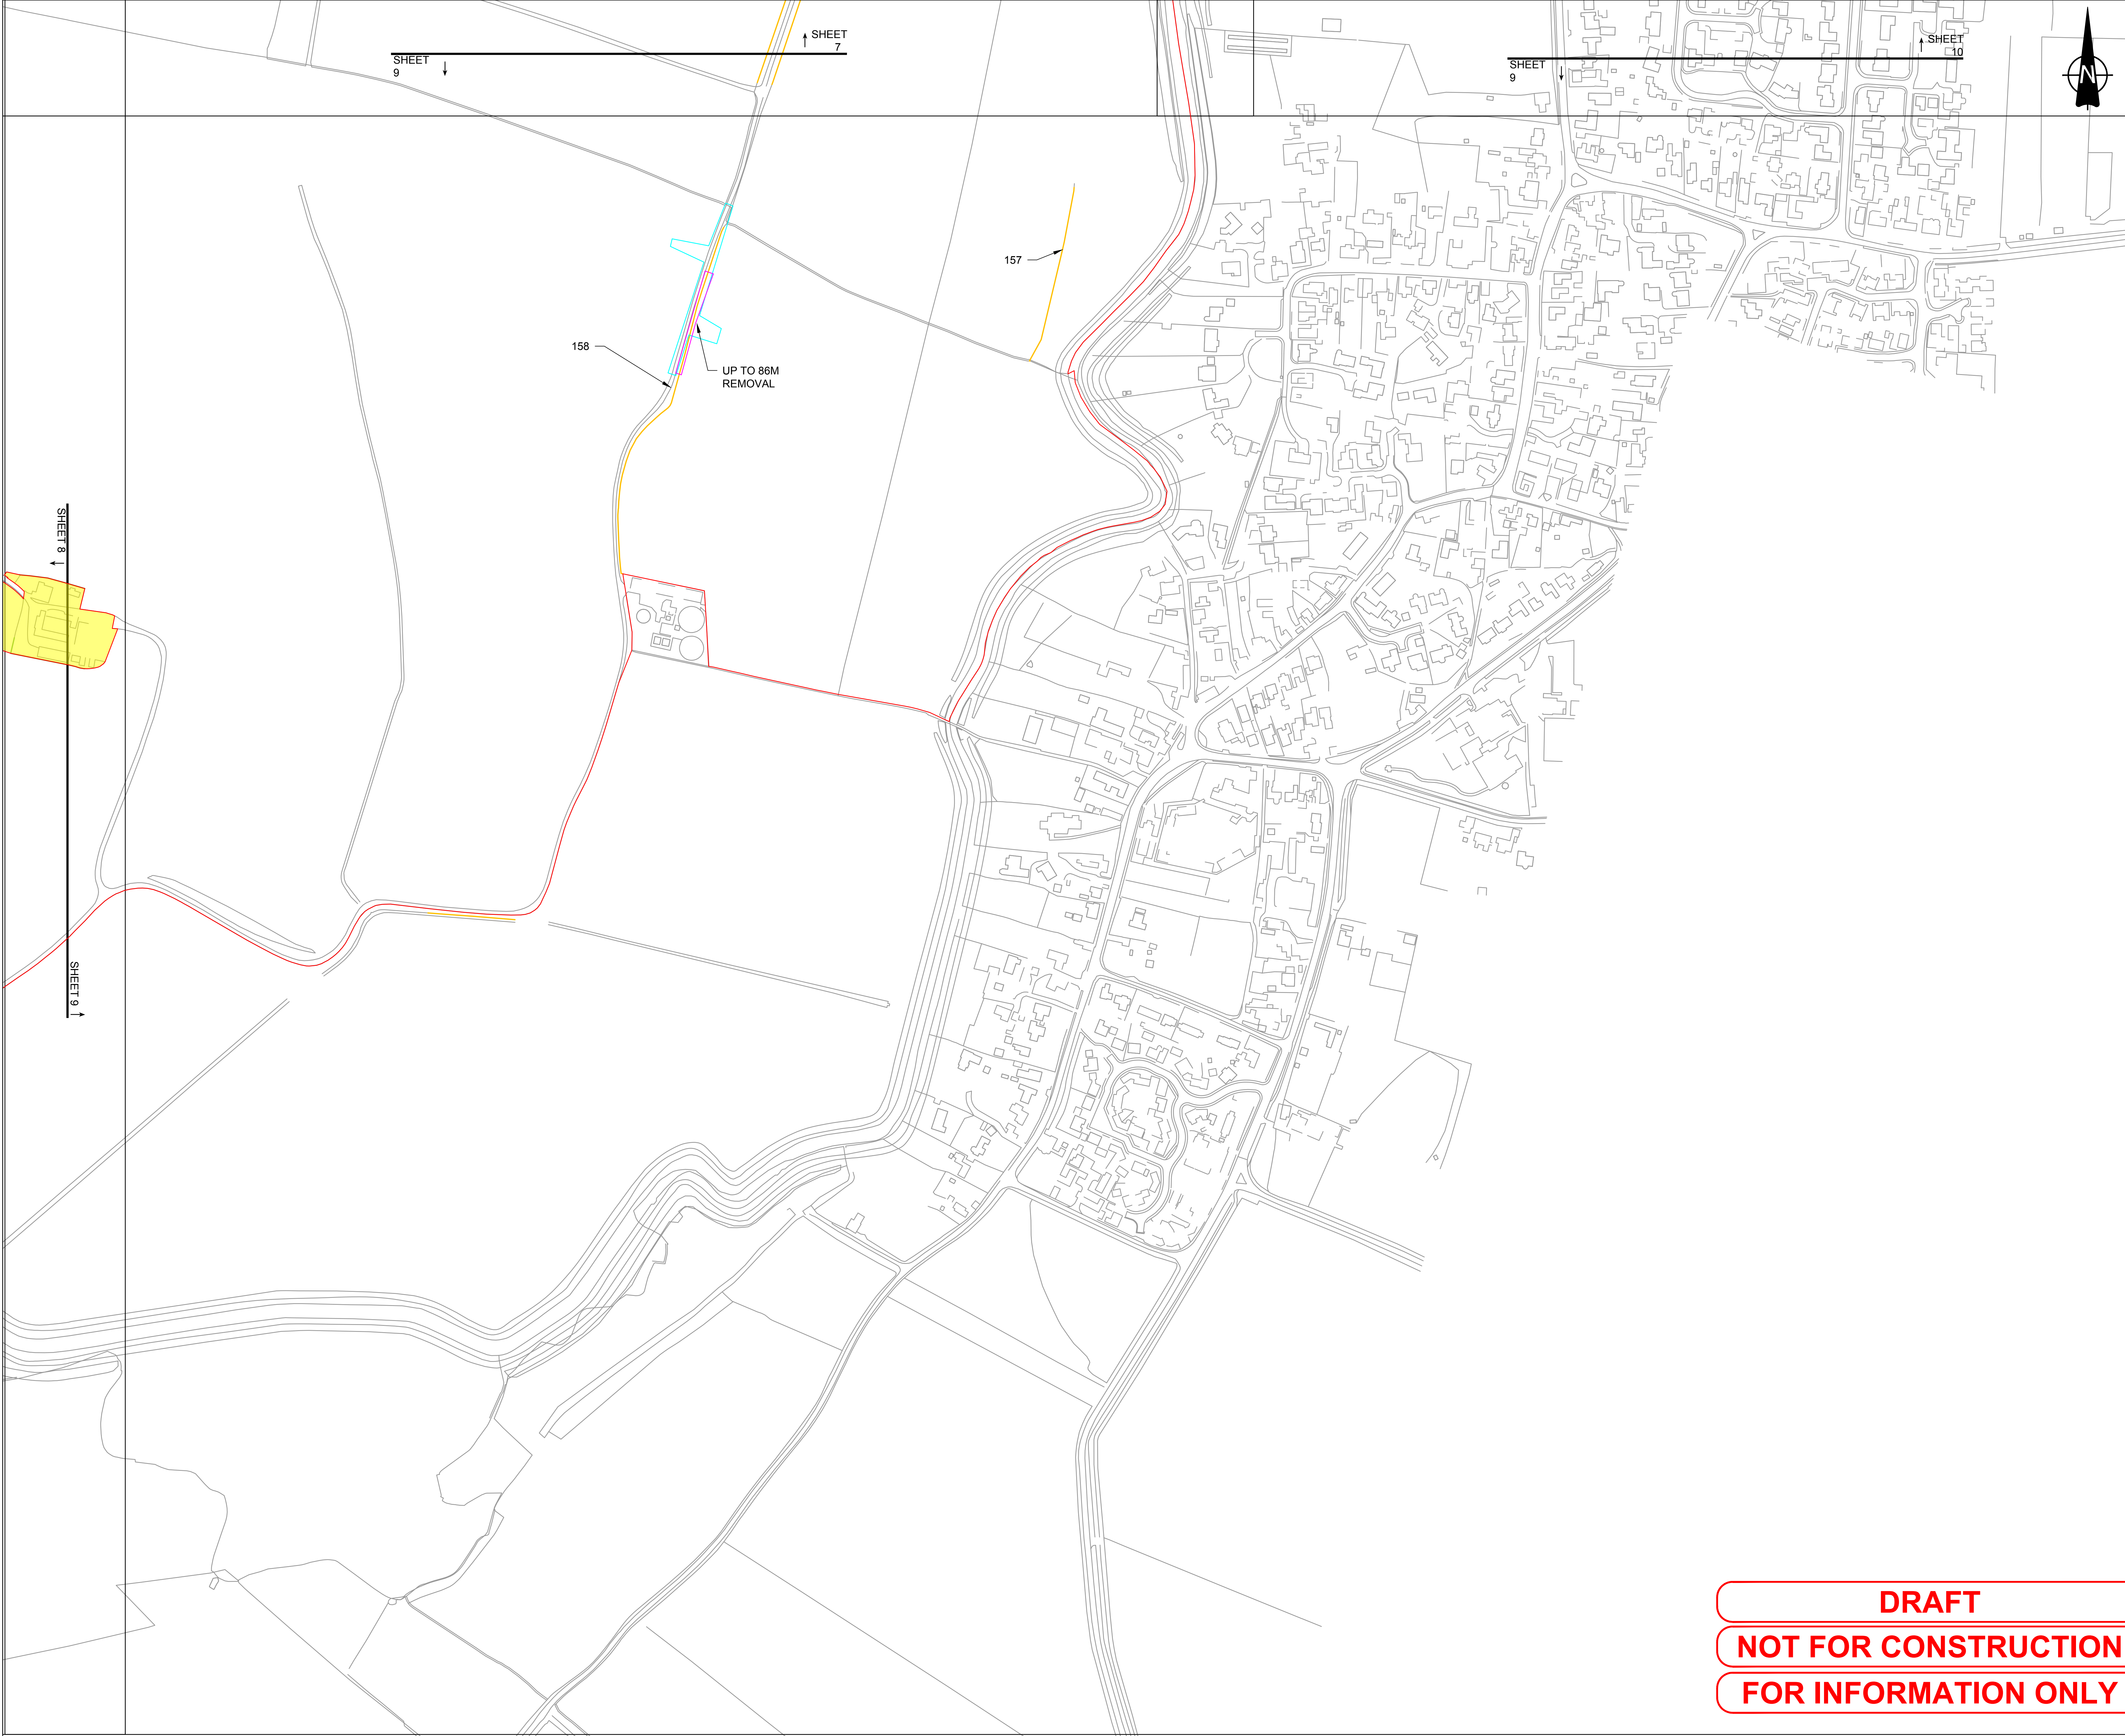 SHEET
7
SHEET
9
SHEET
10
SHEET
9
N
157
158
UP TO 86M
REMOVAL
SHEET 8
SHEET 9
DRAFT
NOT FOR CONSTRUCTION
FOR INFORMATION ONLY